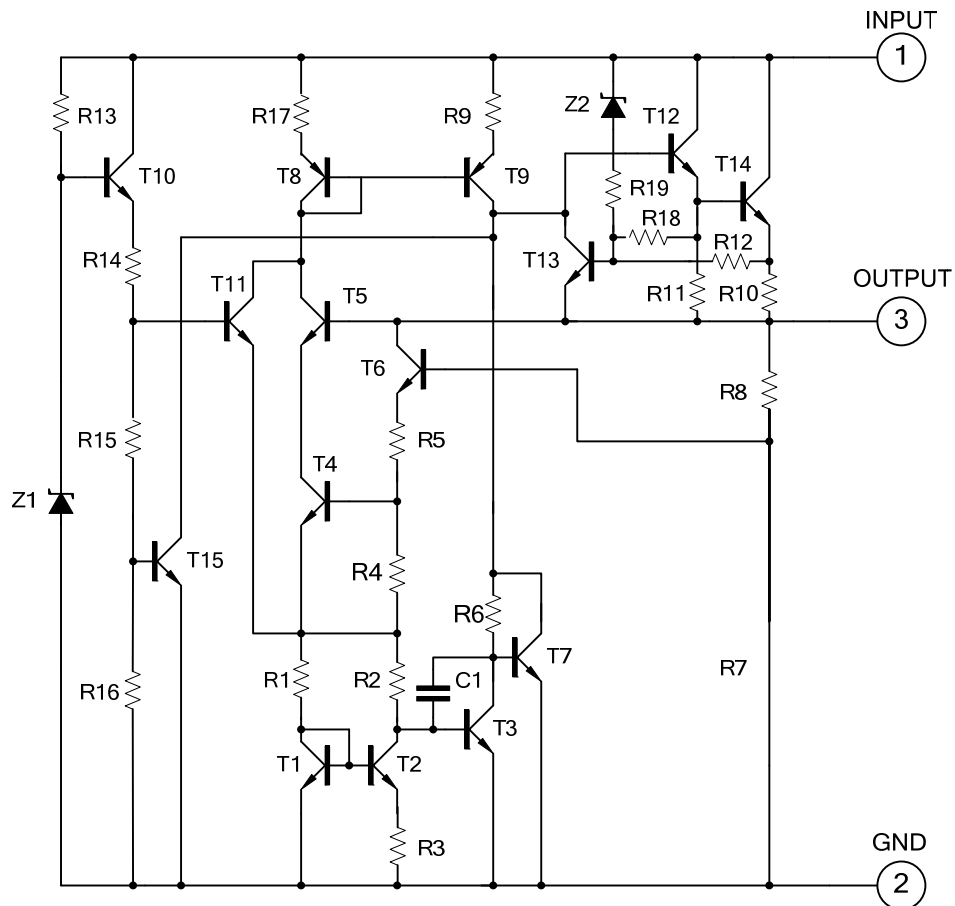 INPUT
1
R13
R17
R9
Z2
T12
T10
T8
T9
T14
R19
R18
R14
T11
T13
R12
T5
R11
R10
OUTPUT
3
T6
R8
R15
R5
T4
Z1
T15
R4
R6
T7
R7
R16
R1
R2
C1
T3
T1
T2
R3
GND
2